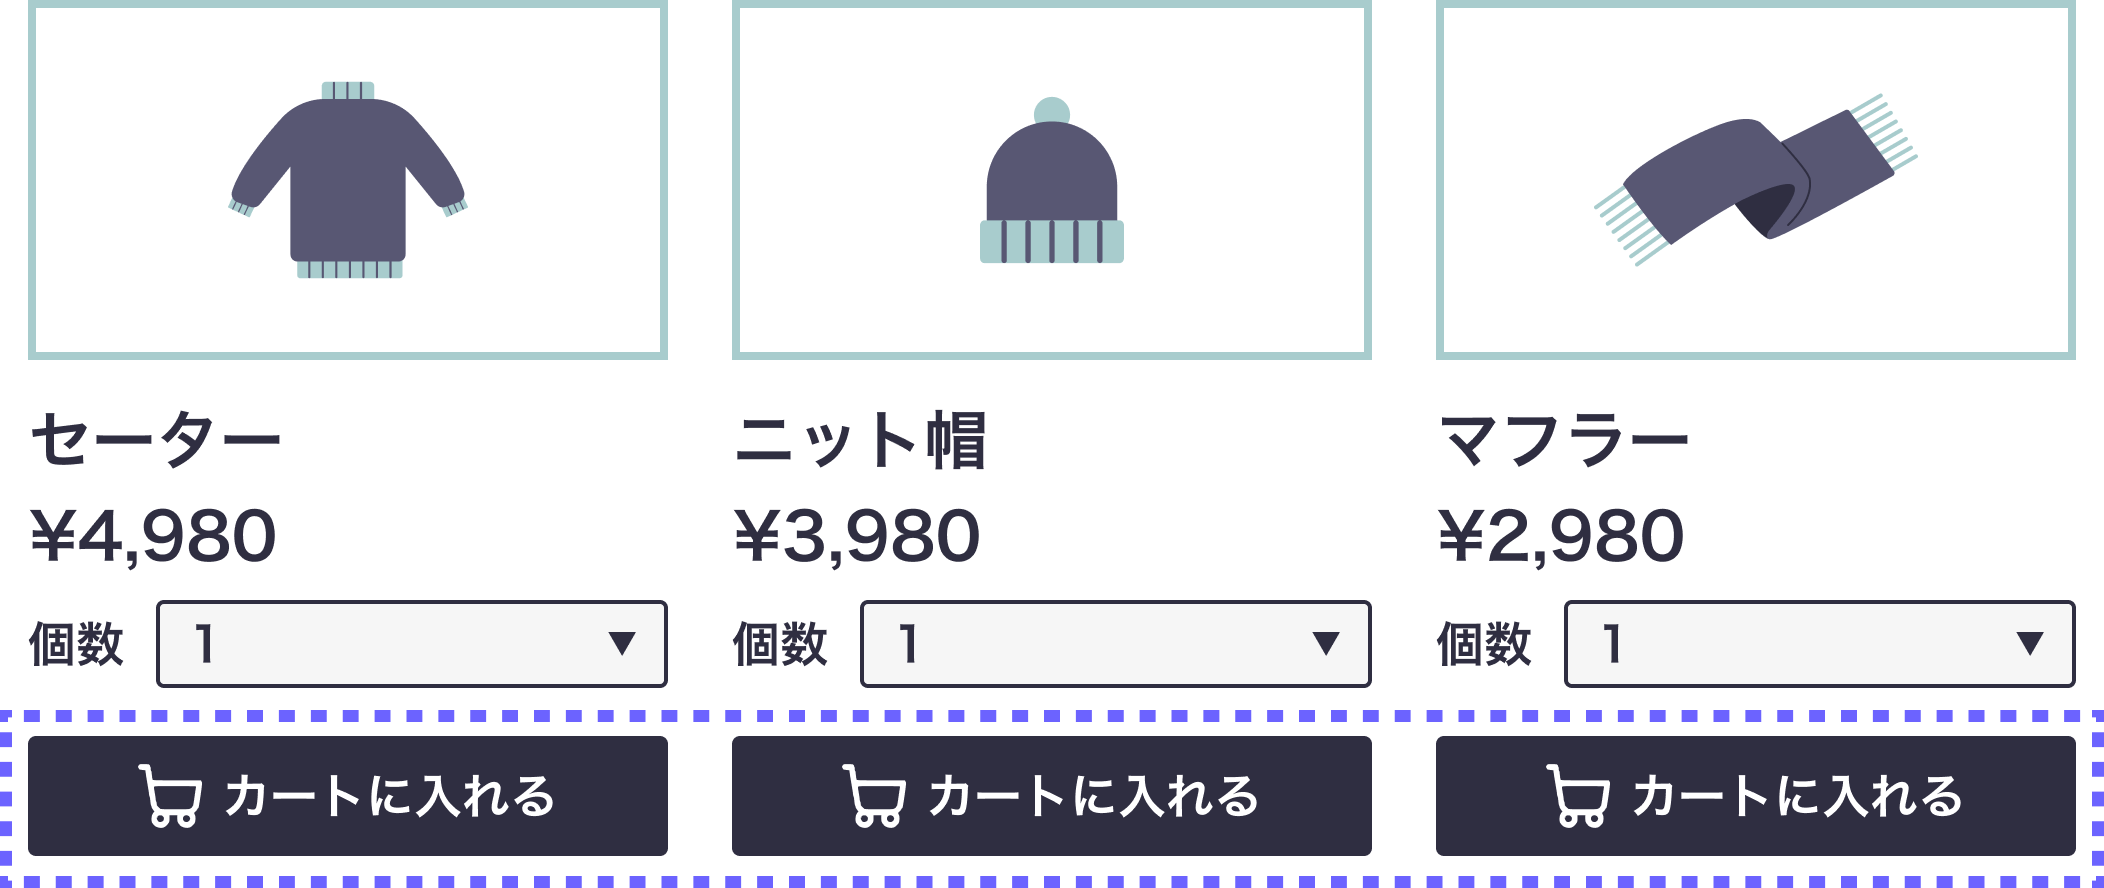 セーター
¥4,980
個数 1 ▼
カートに入れる
ニット帽
¥3,980
個数 1 ▼
カートに入れる
マフラー
¥2,980
個数 1 ▼
カートに入れる